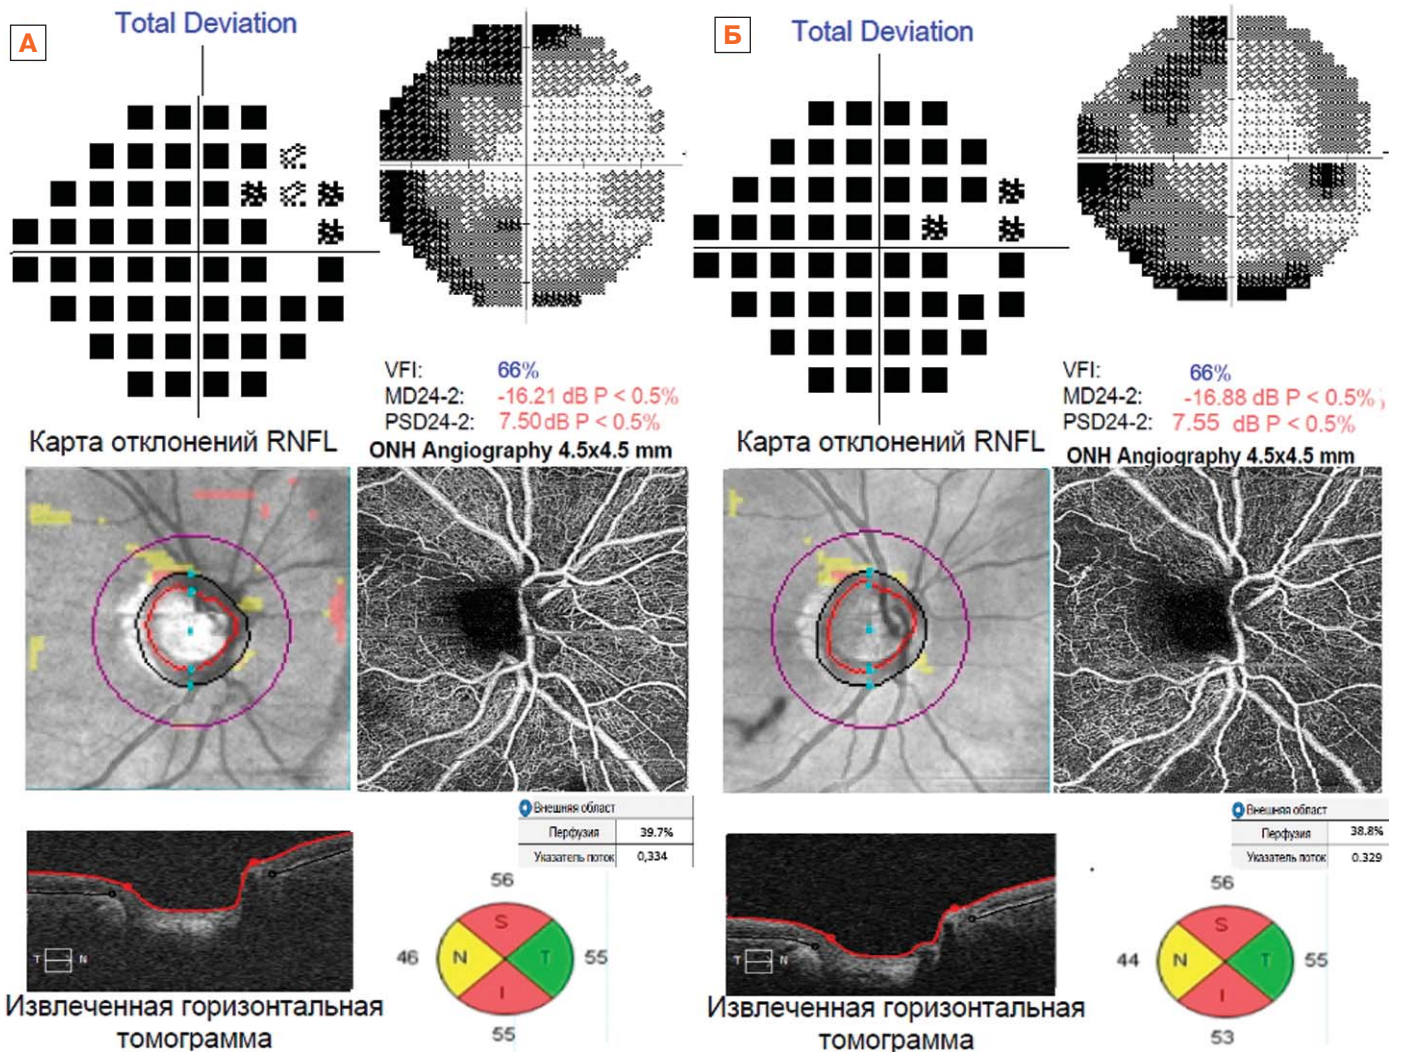 А
Total Deviation
VFI: 66%
MD24-2: -16.21 dB P < 0.5%
PSD24-2: 7.50 dB P < 0.5%
Карта отклонений RNFL
ONH Angiography 4.5x4.5 mm
Внешняя област
Перфузия 39.7%
Указатель поток 0,334
T N
56
S
46 N T 55
I
55
Извлеченная горизонтальная
томограмма
Б
Total Deviation
VFI: 66%
MD24-2: -16.88 dB P < 0.5%
PSD24-2: 7.55 dB P < 0.5%
Карта отклонений RNFL
ONH Angiography 4.5x4.5 mm
Внешняя област
Перфузия 38.8%
Указатель поток 0.329
T N
56
S
44 N T 55
I
53
Извлеченная горизонтальная
томограмма